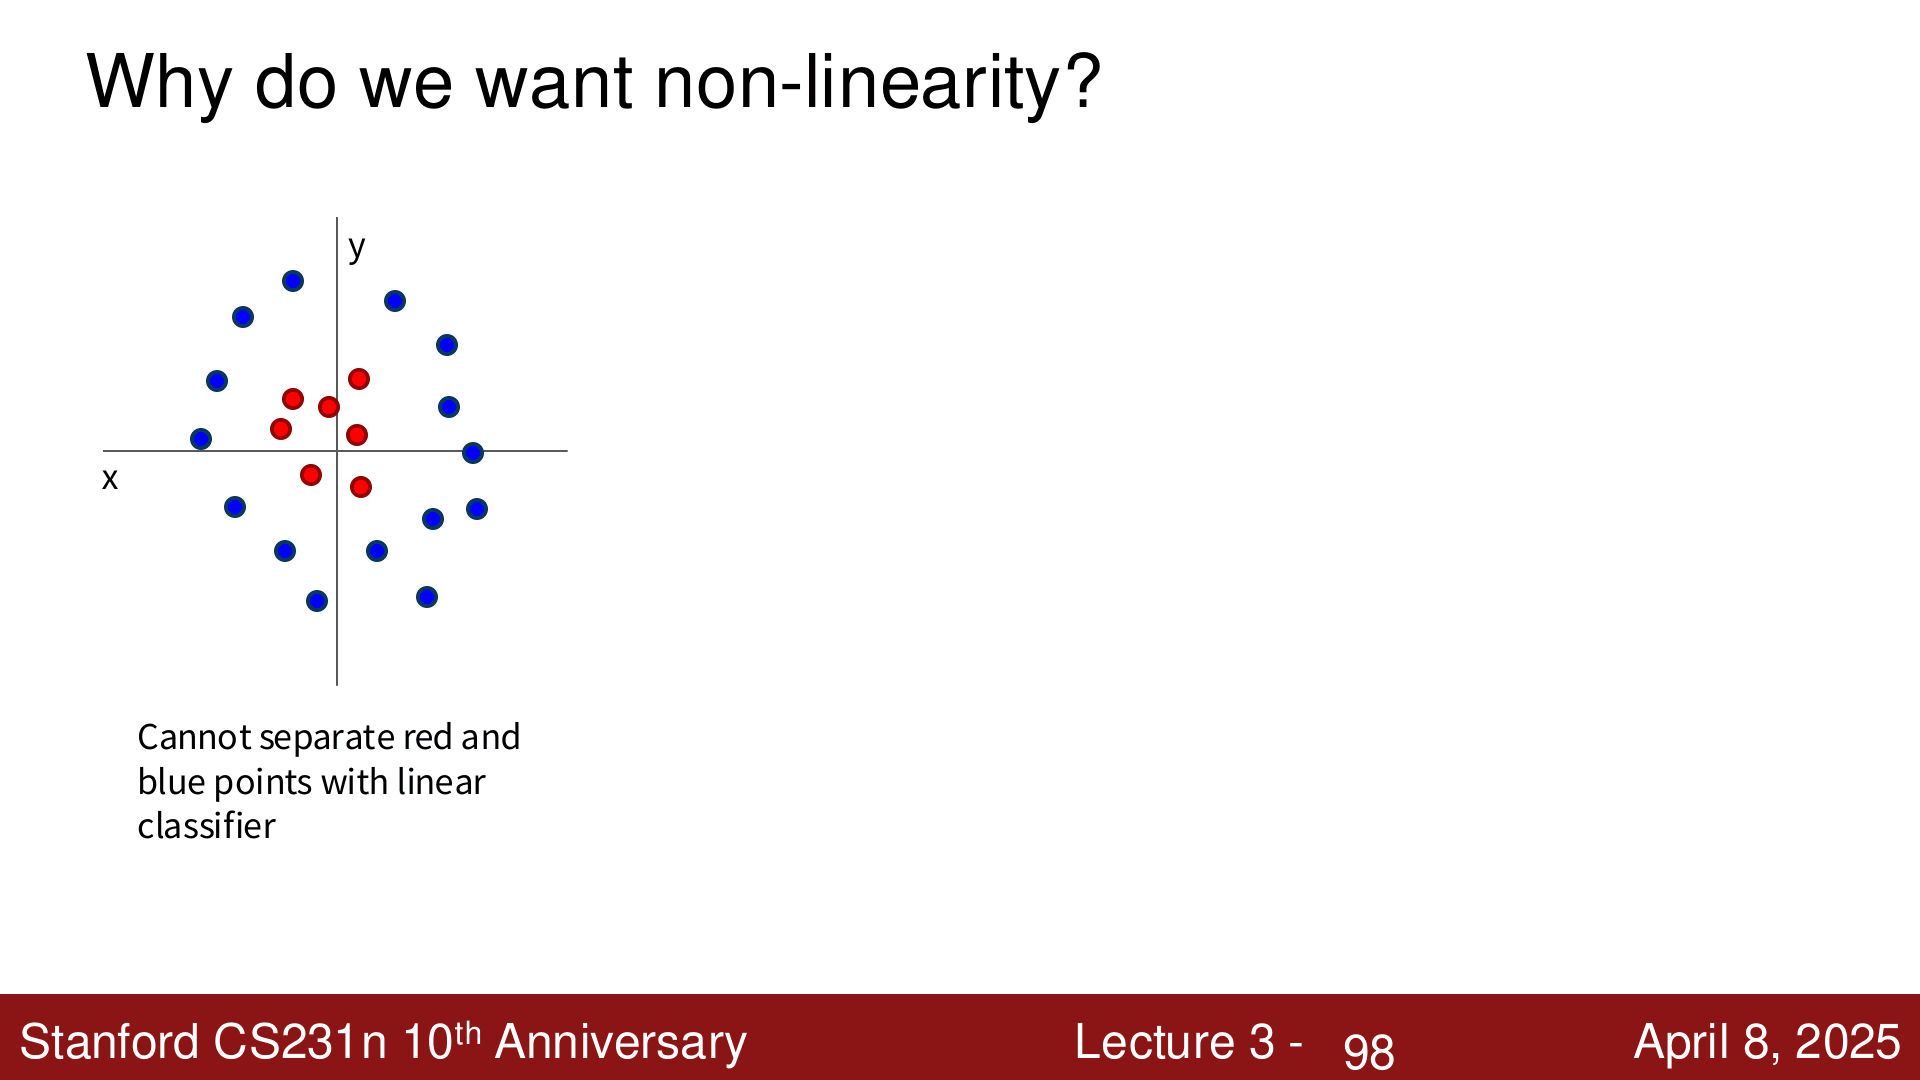 Why do we want non-linearity?
y
x
Cannot separate red and
blue points with linear
classifier
Stanford CS231n 10th Anniversary
Lecture 3 - 98
April 8, 2025